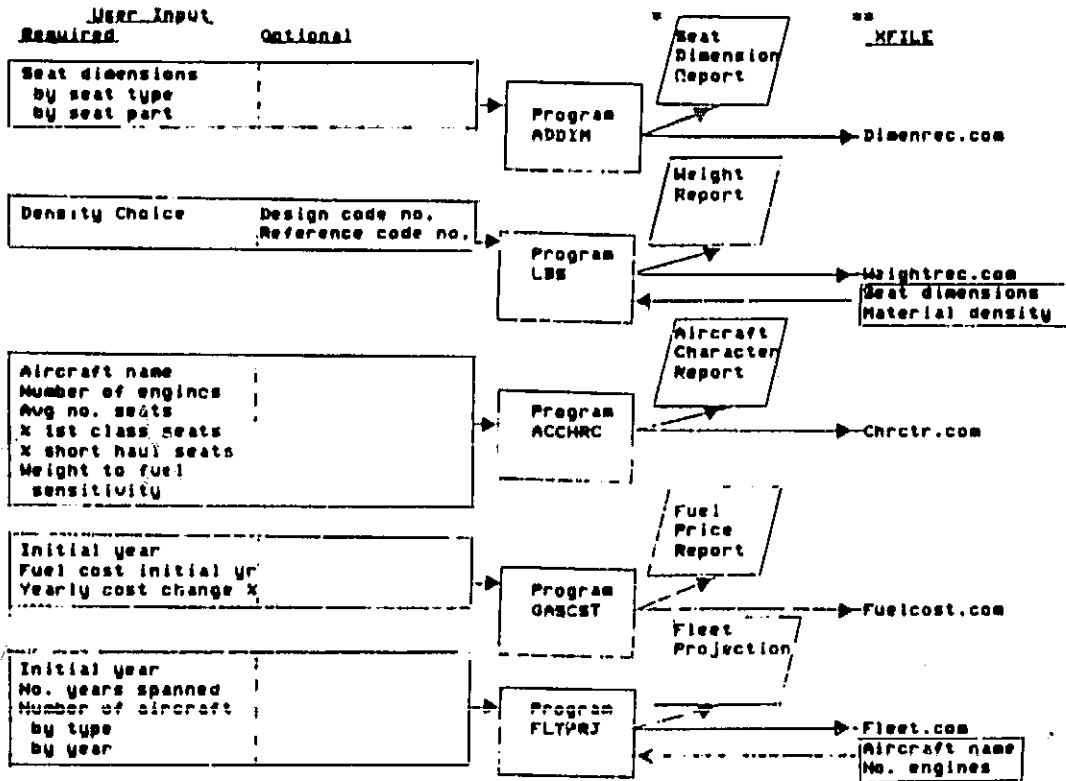 User Input
Required Optional
* ** XFILE
Seat dimensions
by seat type
by seat part
Program
ADDIM
Seat
Dimension
Report
Dimenrec.com
Density Choice
Design code no.
Reference code no.
Program
LBS
Weight
Report
Weightrec.com
Seat dimensions
Material density
Aircraft name
Number of engines
Avg no. seats
% 1st class seats
% short haul seats
Weight to fuel
sensitivity
Program
ACCHRC
Aircraft
Character
Report
Chrctr.com
Initial year
Fuel cost initial yr
Yearly cost change %
Program
GASCST
Fuel
Price
Report
Fuelcost.com
Initial year
No. years spanned
Number of aircraft
by type
by year
Program
FLTPRJ
Fleet
Projection
Fleet.com
Aircraft name
No. engines